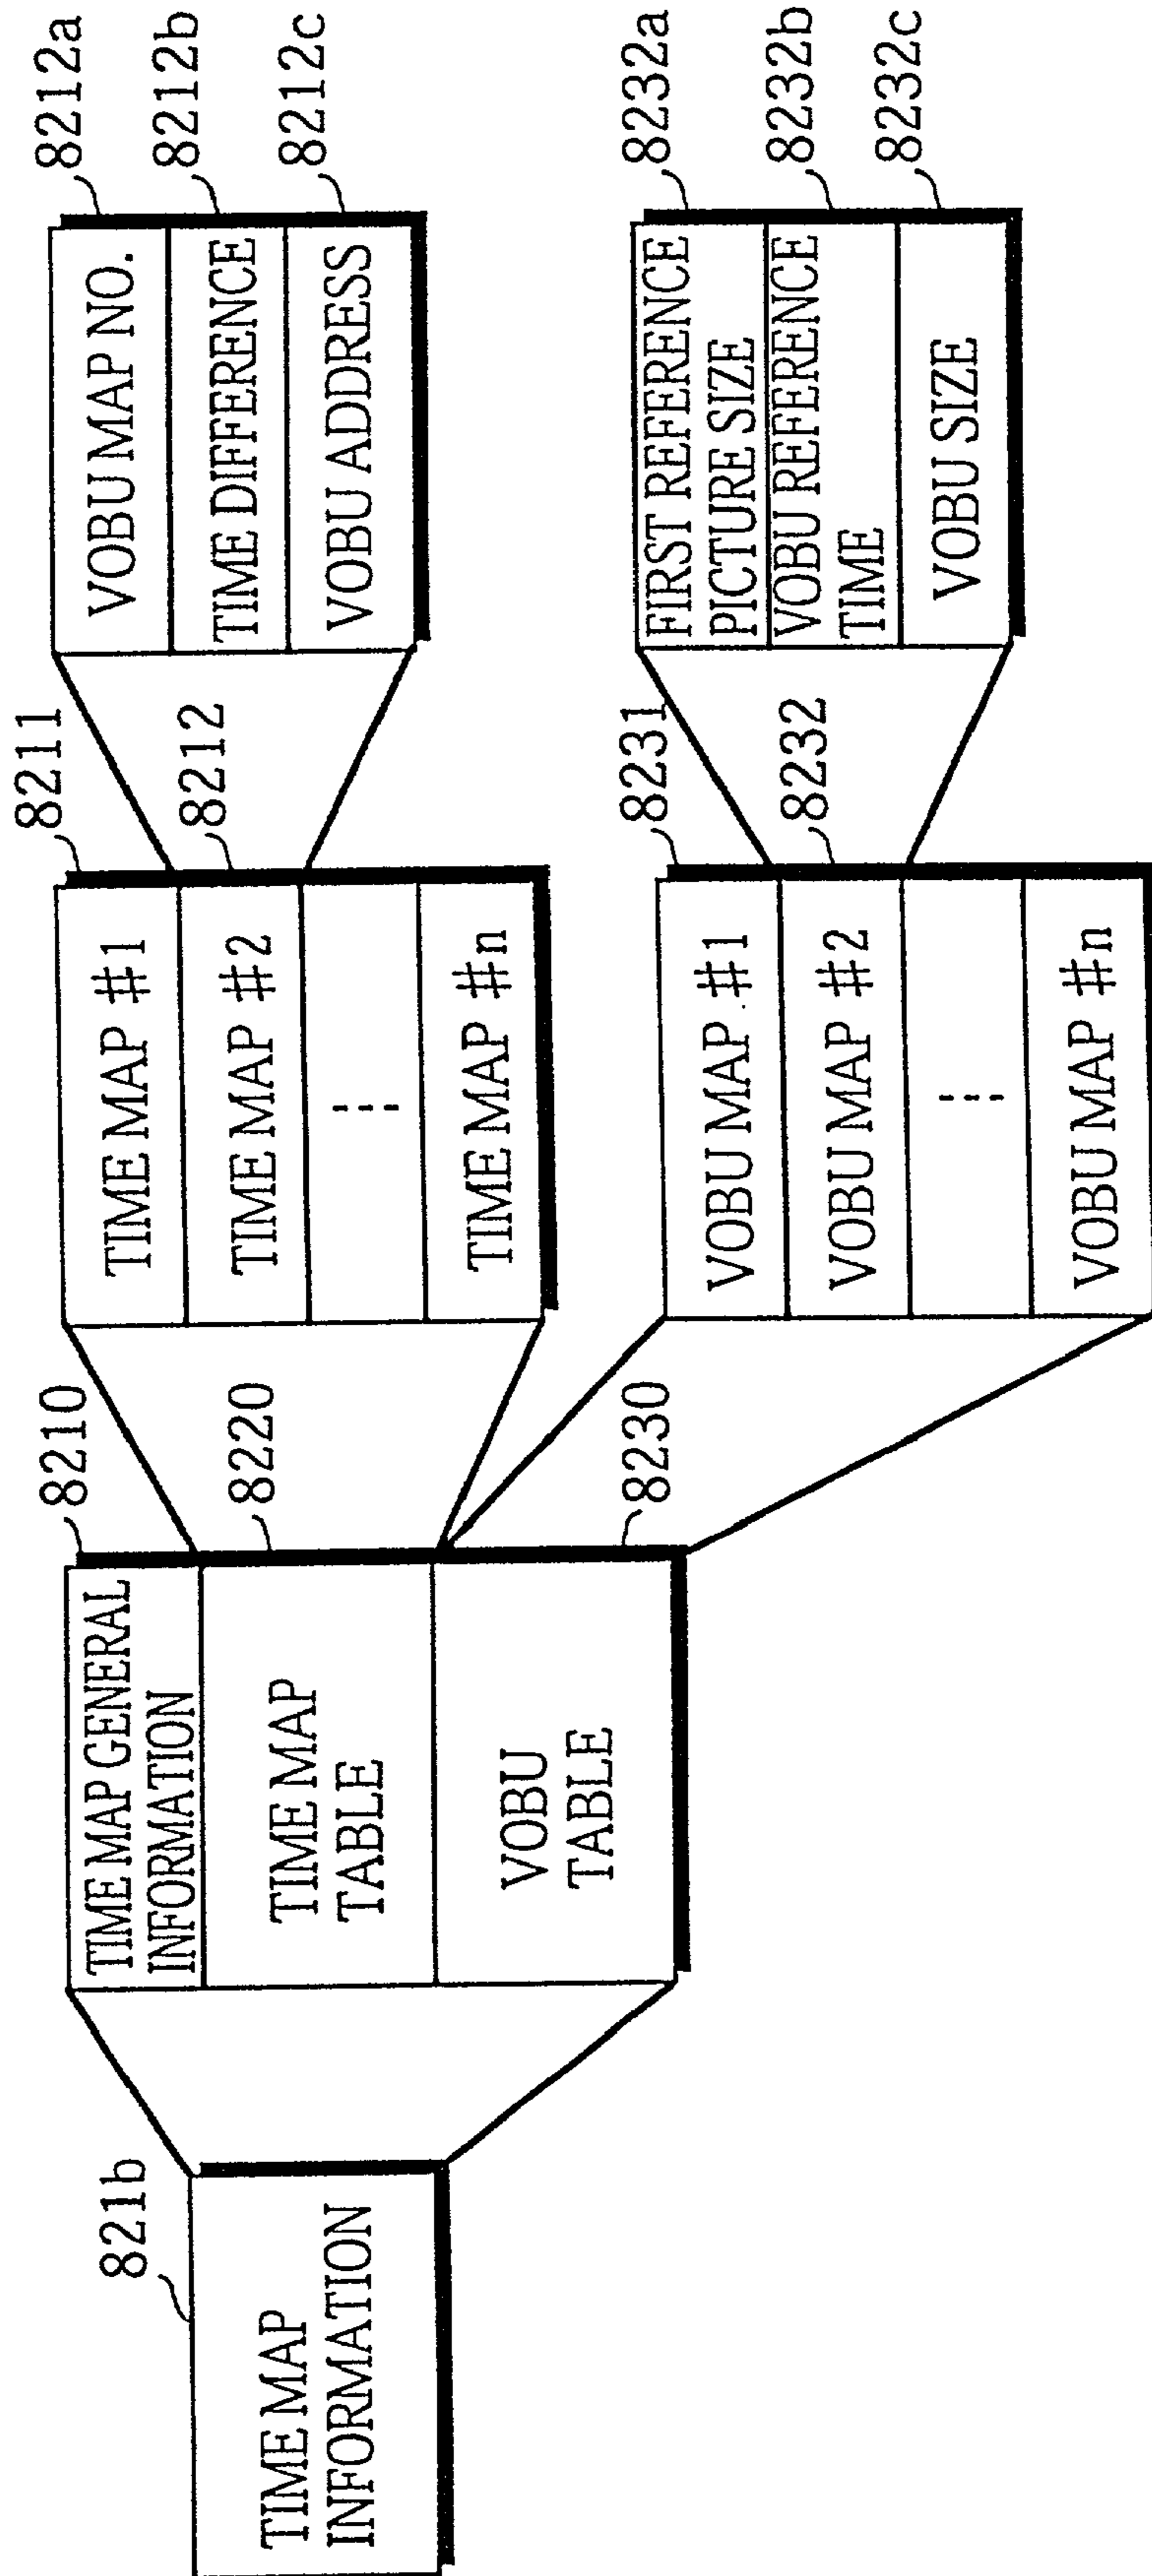 821b
TIME MAP
INFORMATION
8210
TIME MAP GENERAL
INFORMATION
8220
TIME MAP
TABLE
8230
VOBU
TABLE
8211
TIME MAP #1
8212
TIME MAP #2
⋮
TIME MAP #n
8231
VOBU MAP #1
8232
VOBU MAP #2
⋮
VOBU MAP #n
8212a
VOBU MAP NO.
8212b
TIME DIFFERENCE
8212c
VOBU ADDRESS
8232a
FIRST REFERENCE
PICTURE SIZE
8232b
VOBU REFERENCE
TIME
8232c
VOBU SIZE